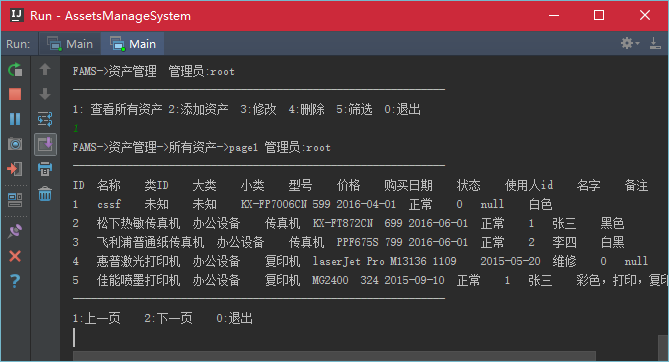 Run - AssetsManageSystem
Run: Main Main
FAMS->资产管理 管理员:root
1: 查看所有资产 2:添加资产 3:修改 4:删除 5:筛选 0:退出
1
FAMS->资产管理->所有资产->page1 管理员:root
ID 名称 类ID 大类 小类 型号 价格 购买日期 状态 使用人id 名字 备注
1 cssf 未知 未知 KX-FP7006CN 599 2016-04-01 正常 0 null 白色
2 松下热敏传真机 办公设备 传真机 KX-FT872CN 699 2016-06-01 正常 1 张三 黑色
3 飞利浦普通纸传真机 办公设备 传真机 PPF675S 799 2016-06-01 正常 2 李四 白黑
4 惠普激光打印机 办公设备 复印机 laserJet Pro M13136 1109 2015-05-20 维修 0 null
5 佳能喷墨打印机 办公设备 复印机 MG2400 324 2015-09-10 正常 1 张三 彩色，打印，复印
1:上一页 2:下一页 0:退出